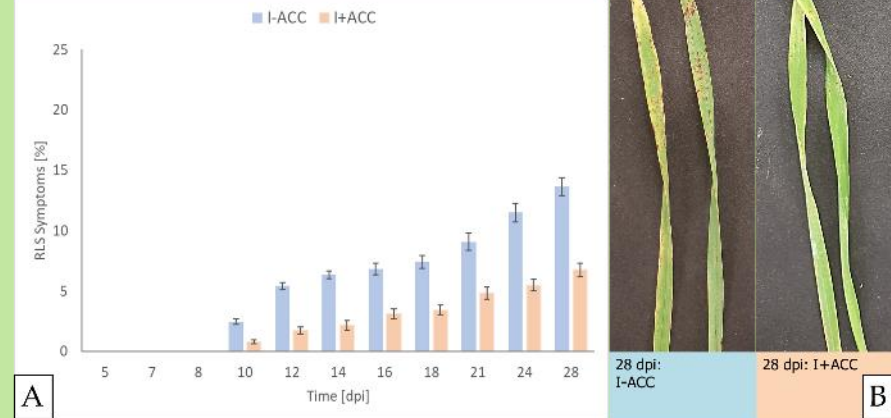 I-ACC I+ACC
25
20
15
10
5
0
RLS Symptoms [%]
5 7 8 10 12 14 16 18 21 24 28
Time [dpi]
A
28 dpi:
I-ACC
28 dpi: I+ACC
B